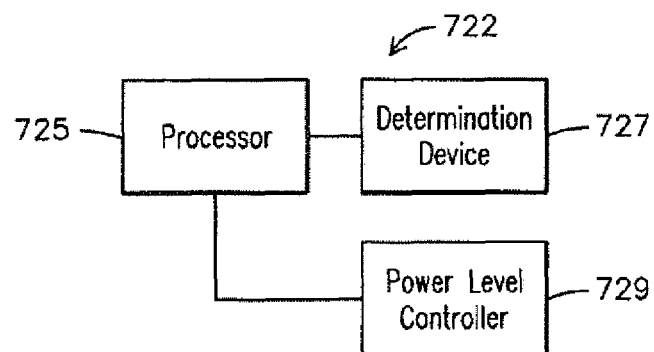 722
725
Processor
Determination
Device
727
Power Level
Controller
729